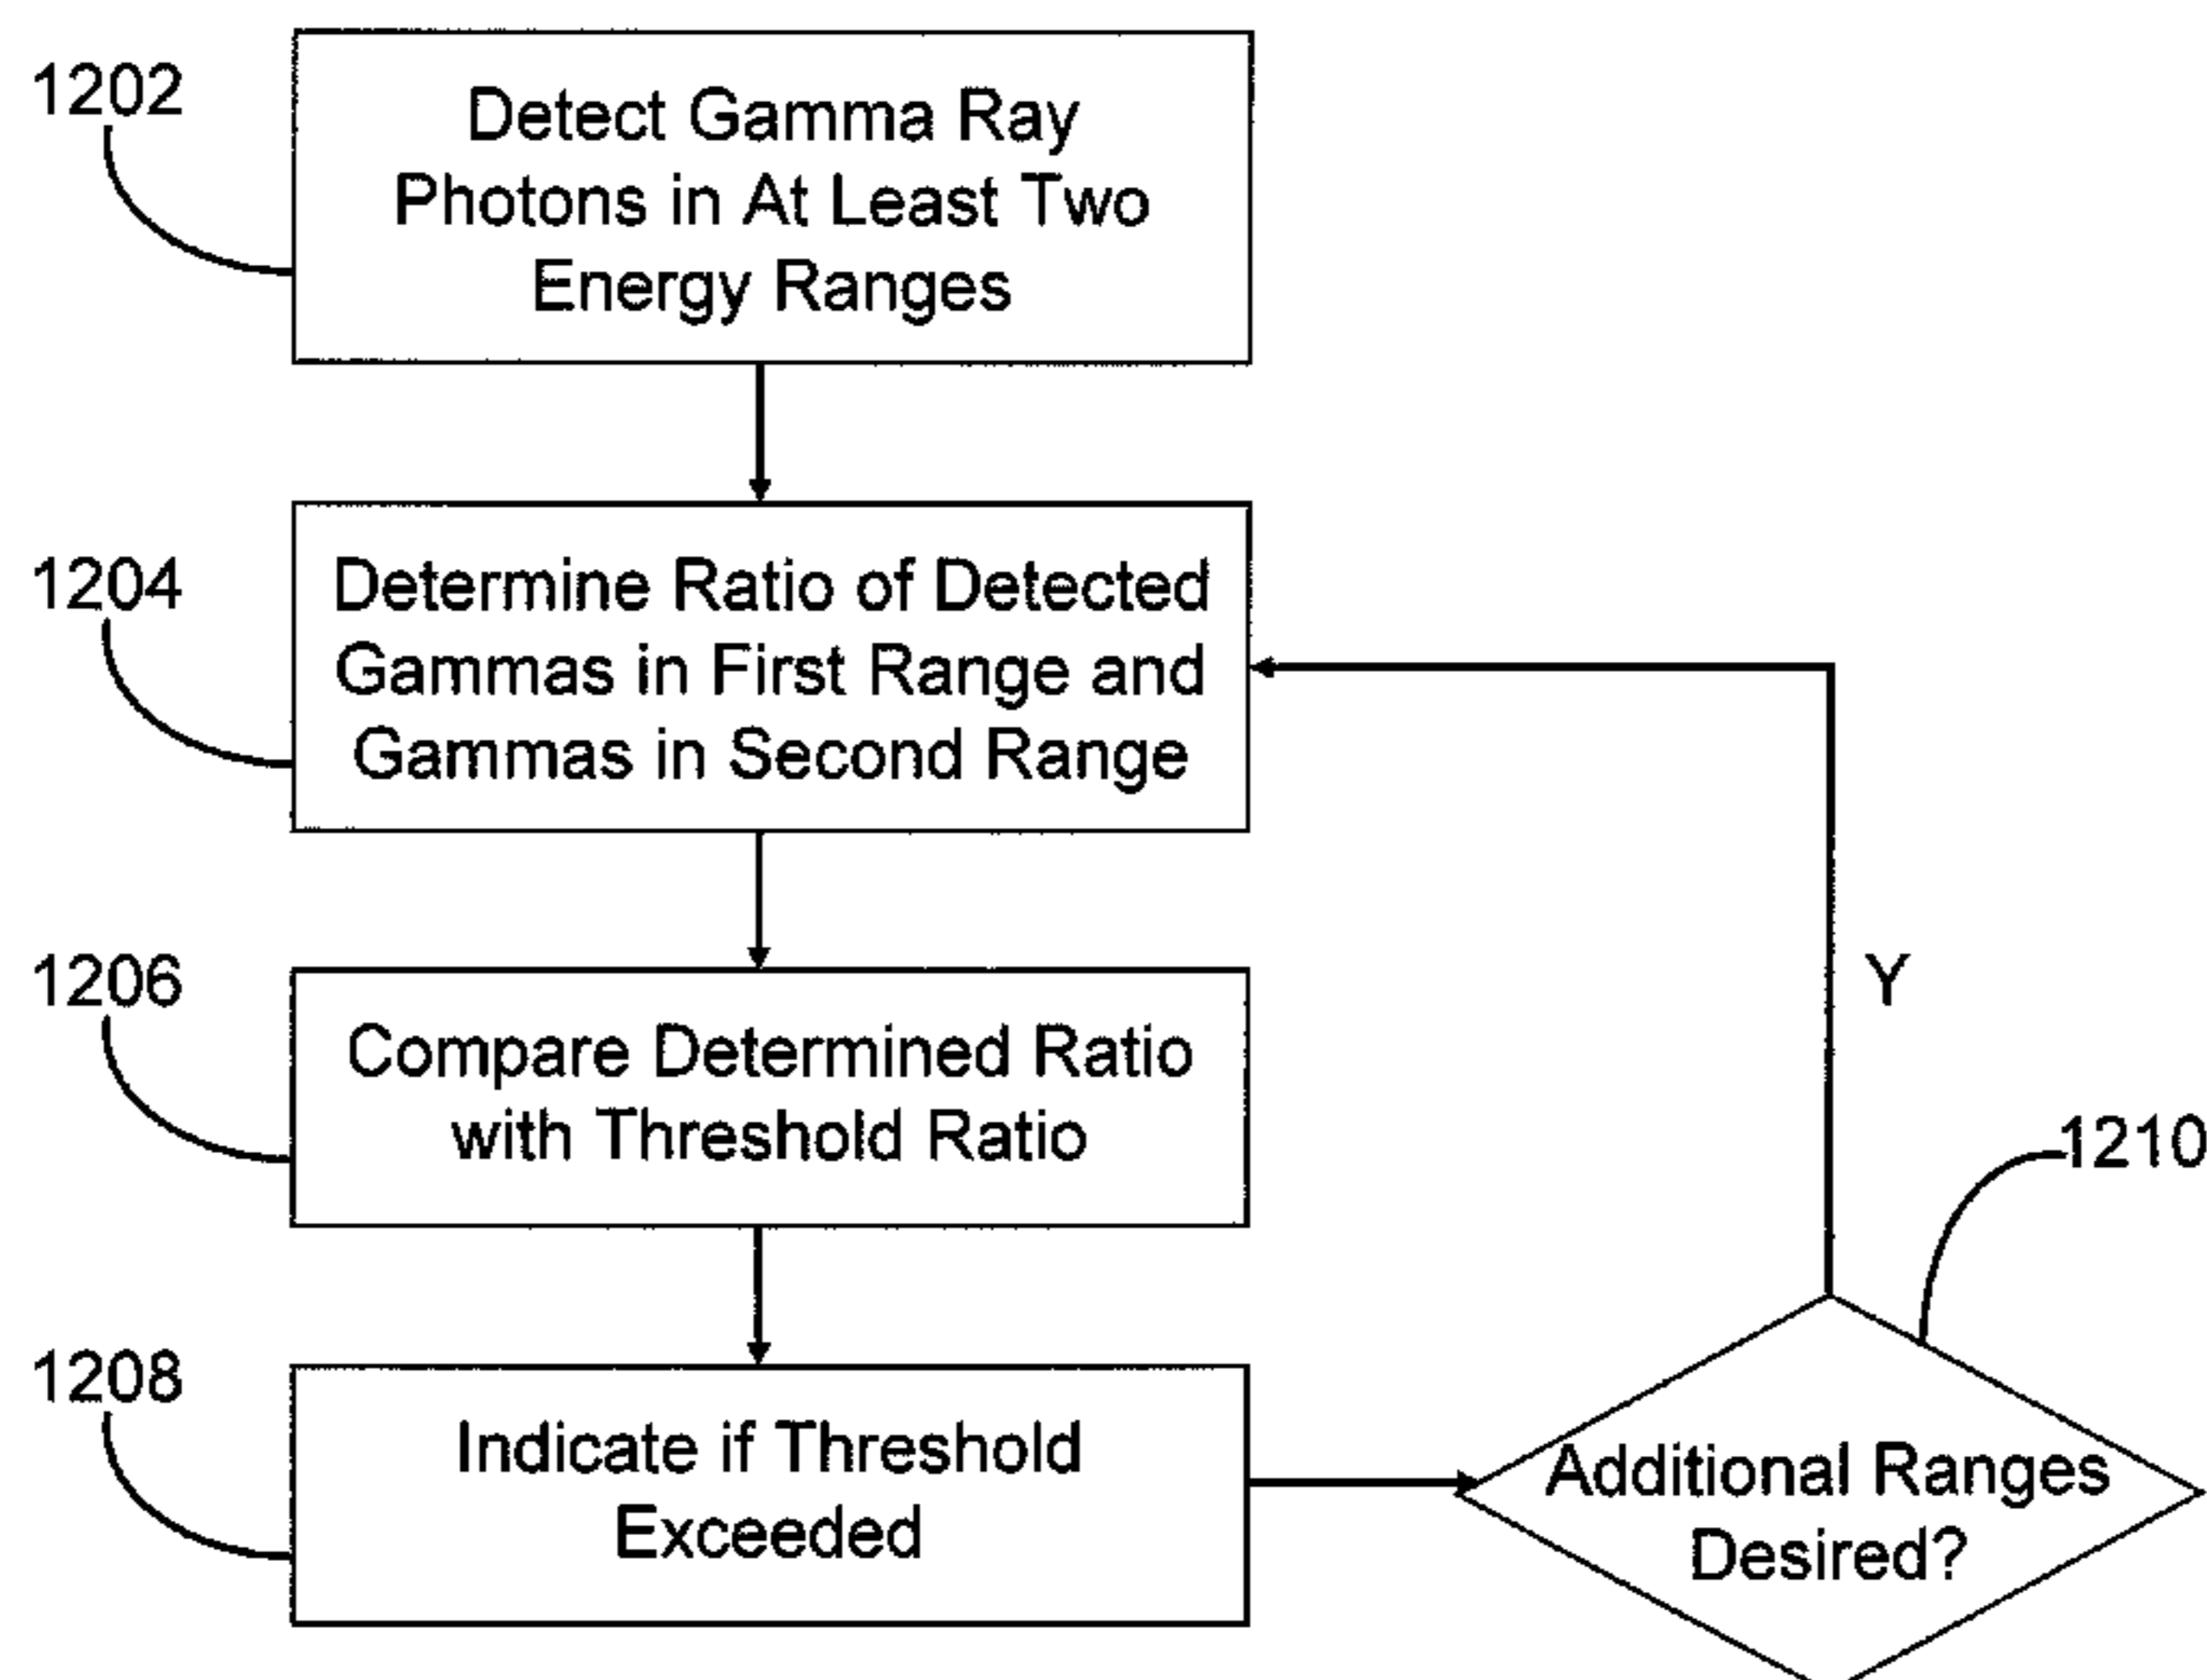 1202
Detect Gamma Ray
Photons in At Least Two
Energy Ranges
1204
Determine Ratio of Detected
Gammas in First Range and
Gammas in Second Range
1206
Compare Determined Ratio
with Threshold Ratio
Y
1210
1208
Indicate if Threshold
Exceeded
Additional Ranges
Desired?